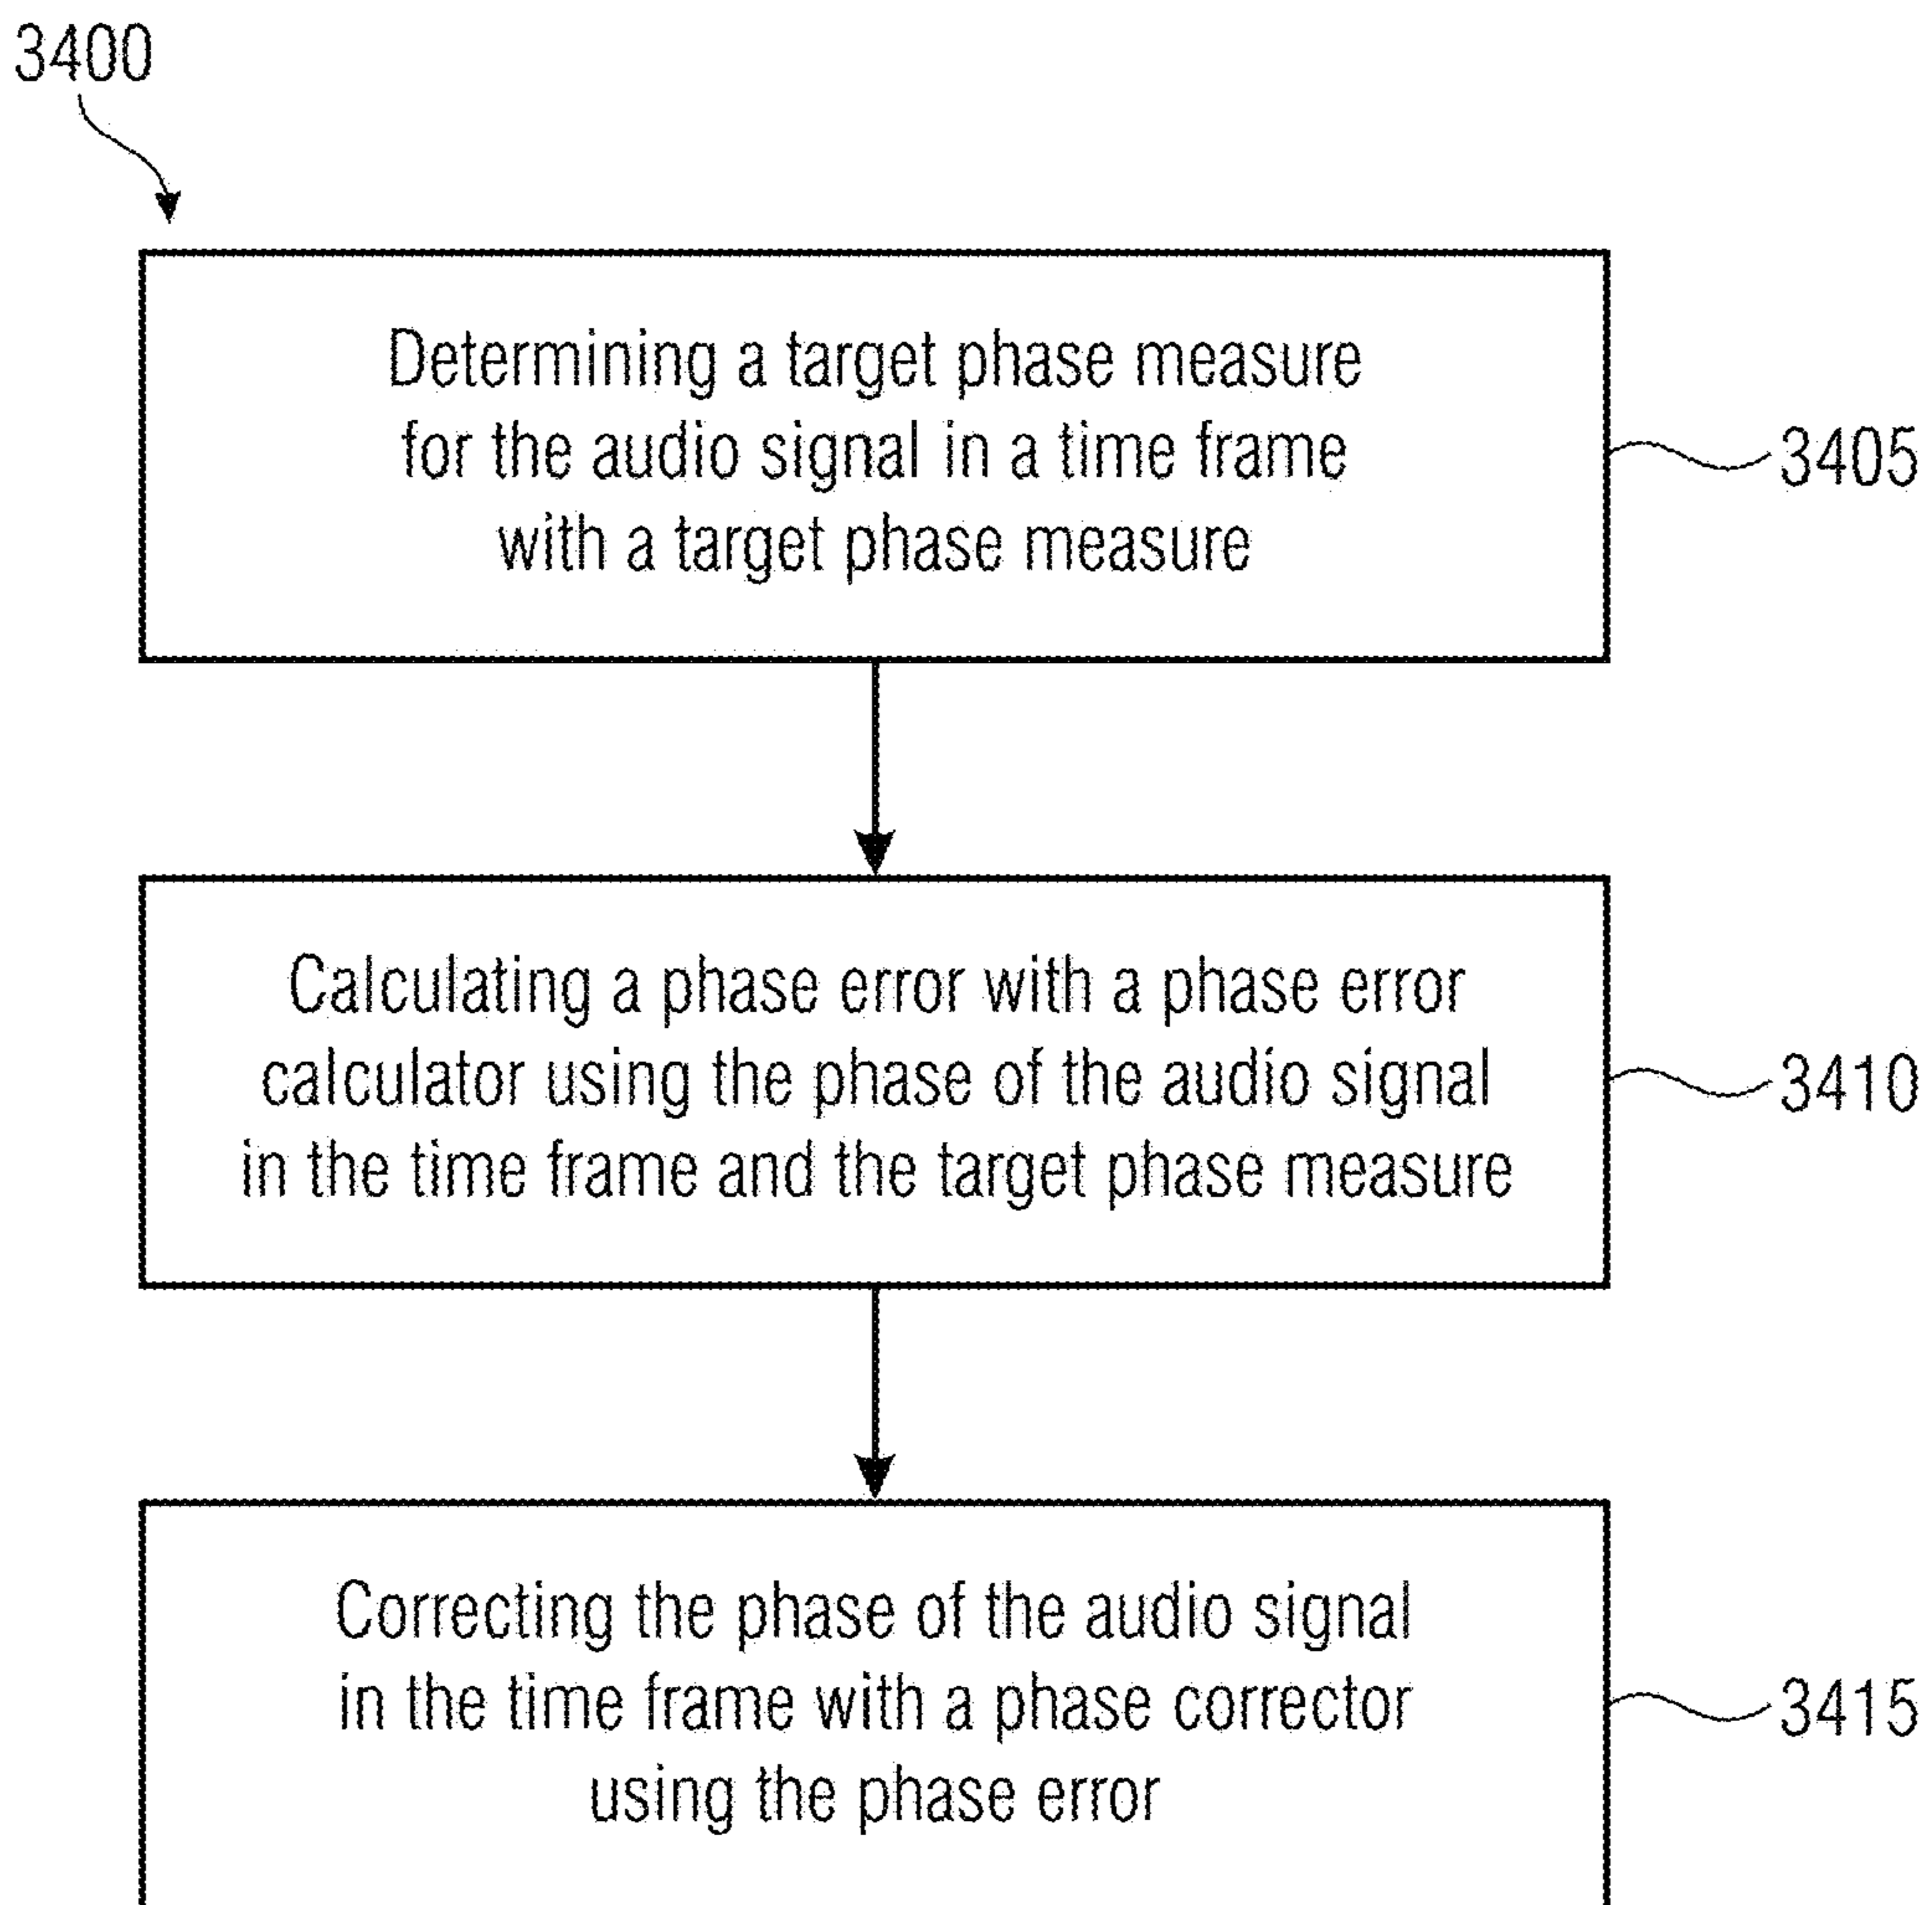 3400
Determining a target phase measure
for the audio signal in a time frame
with a target phase measure
3405
Calculating a phase error with a phase error
calculator using the phase of the audio signal
in the time frame and the target phase measure
3410
Correcting the phase of the audio signal
in the time frame with a phase corrector
using the phase error
3415